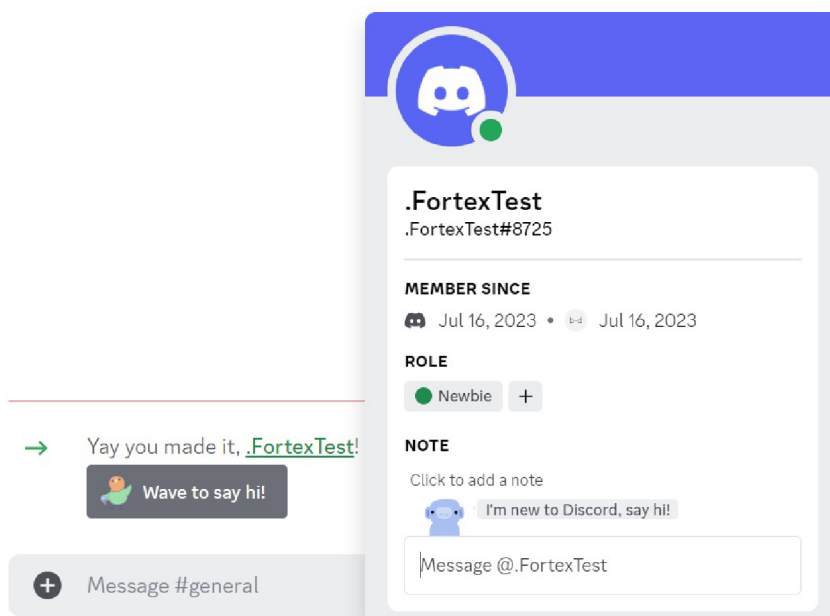 .FortexTest
.FortexTest#8725
MEMBER SINCE
Jul 16, 2023 • b-d Jul 16, 2023
ROLE
Newbie +
NOTE
Click to add a note
I'm new to Discord, say hi!
Message @.FortexTest
→ Yay you made it, .FortexTest!
Wave to say hi!
+ Message #general